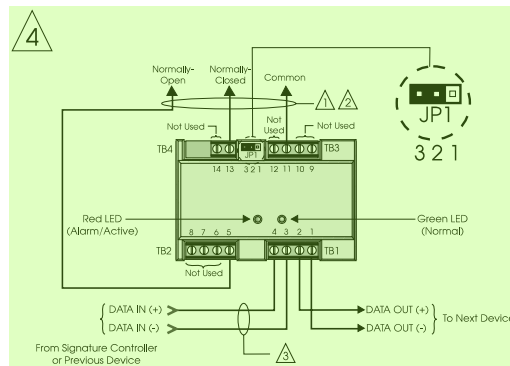 4
Normally-
Open
Normally-
Closed
Common
1
2
JP1
3 2 1
Not Used
Not
Used
Not Used
TB4
JP1
TB3
14 13
3 2 1
12 11 10 9
Red LED
(Alarm/Active)
Green LED
(Normal)
8 7 6 5
4 3 2 1
TB2
TB1
Not Used
DATA IN (+)
DATA IN (-)
DATA OUT (+)
DATA OUT (-)
To Next Device
3
From Signature Controller
or Previous Device